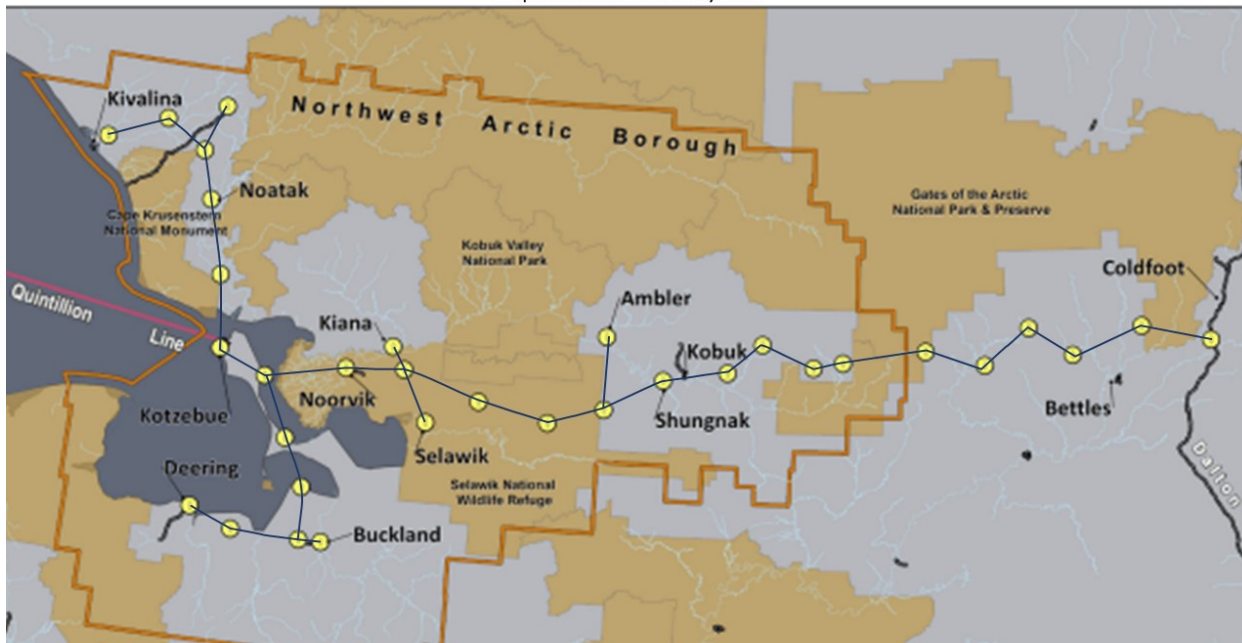 Kivalina
Northwest Arctic Borough
Noatak
Cape Krusenstern
National Monument
Gates of the Arctic
National Park & Preserve
Kobuk Valley
National Park
Coldfoot
Quintillion
Line
Kiana
Ambler
Kobuk
Noorvik
Kotzebue
Shungnak
Bettles
Selawik
Deering
Selawik National
Wildlife Refuge
Buckland
Dalton